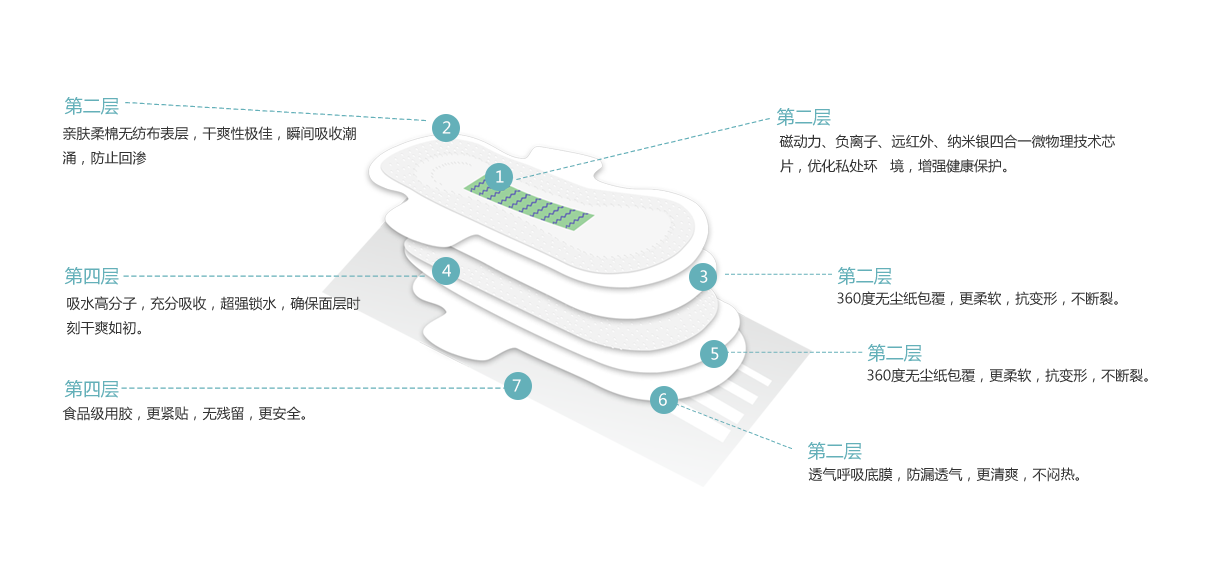 第二层
亲肤柔棉无纺布表层，干爽性极佳，瞬间吸收潮
涌，防止回渗
2
第二层
磁动力、负离子、远红外、纳米银四合一微物理技术芯
片，优化私处环 境，增强健康保护。
1
第四层
吸水高分子，充分吸收，超强锁水，确保面层时
刻干爽如初。
4
3
第二层
360度无尘纸包覆，更柔软，抗变形，不断裂。
5
第二层
360度无尘纸包覆，更柔软，抗变形，不断裂。
第四层
食品级用胶，更紧贴，无残留，更安全。
7
6
第二层
透气呼吸底膜，防漏透气，更清爽，不闷热。